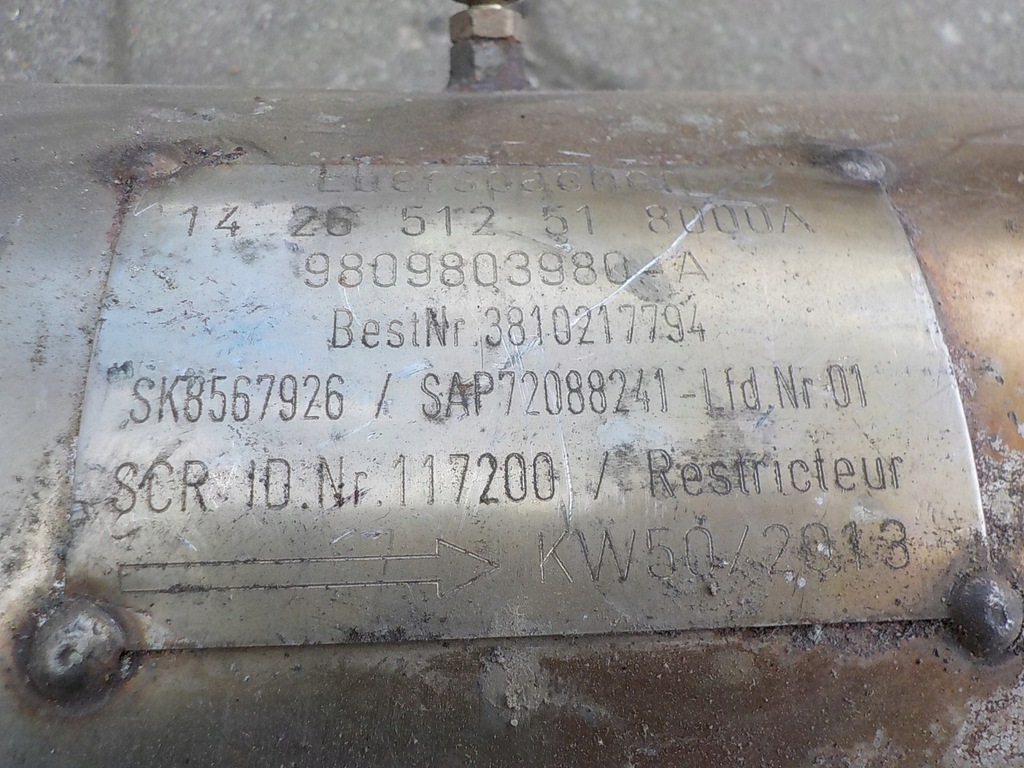 Eberspächer
14 26 512 51 8000A
9809803980-A
BestNr.3810217794
SK8567926 / SAP72088241-Lfd.Nr.01
SCR-ID.Nr.117200 / Restricteur
KW50/2013